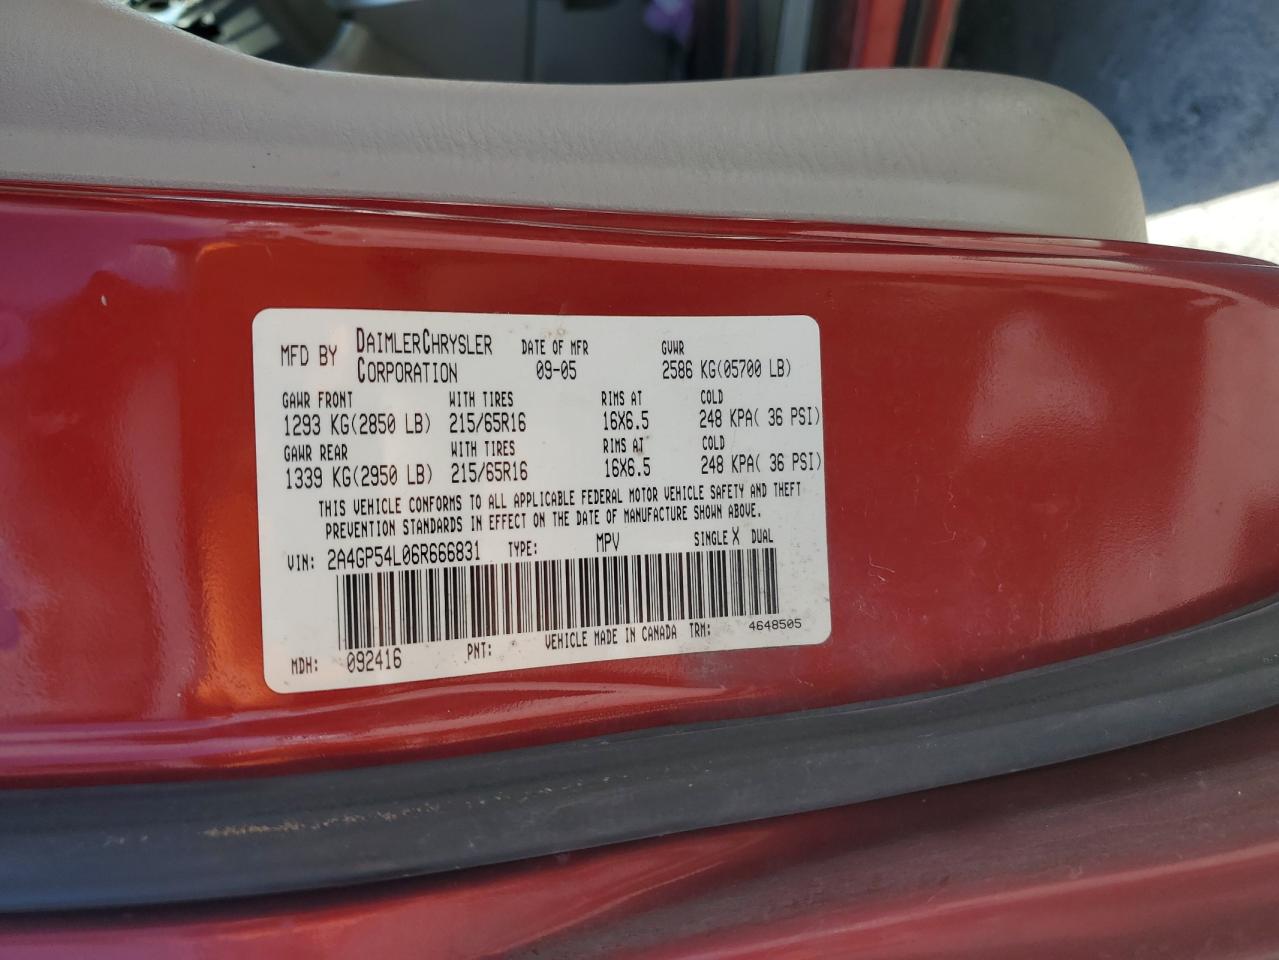 MFD BY DAIMLERCHRYSLER CORPORATION DATE OF MFR 09-05 GVWR 2586 KG(05700 LB)
GAWR FRONT WITH TIRES RIMS AT COLD
1293 KG(2850 LB) 215/65R16 16X6.5 248 KPA( 36 PSI)
GAWR REAR WITH TIRES RIMS AT COLD
1339 KG(2950 LB) 215/65R16 16X6.5 248 KPA( 36 PSI)
THIS VEHICLE CONFORMS TO ALL APPLICABLE FEDERAL MOTOR VEHICLE SAFETY AND THEFT
PREVENTION STANDARDS IN EFFECT ON THE DATE OF MANUFACTURE SHOWN ABOVE.
VIN: 2A4GP54L06R666831 TYPE: MPV SINGLE X DUAL
MDH: 092416 PNT: VEHICLE MADE IN CANADA TRM: 4648505